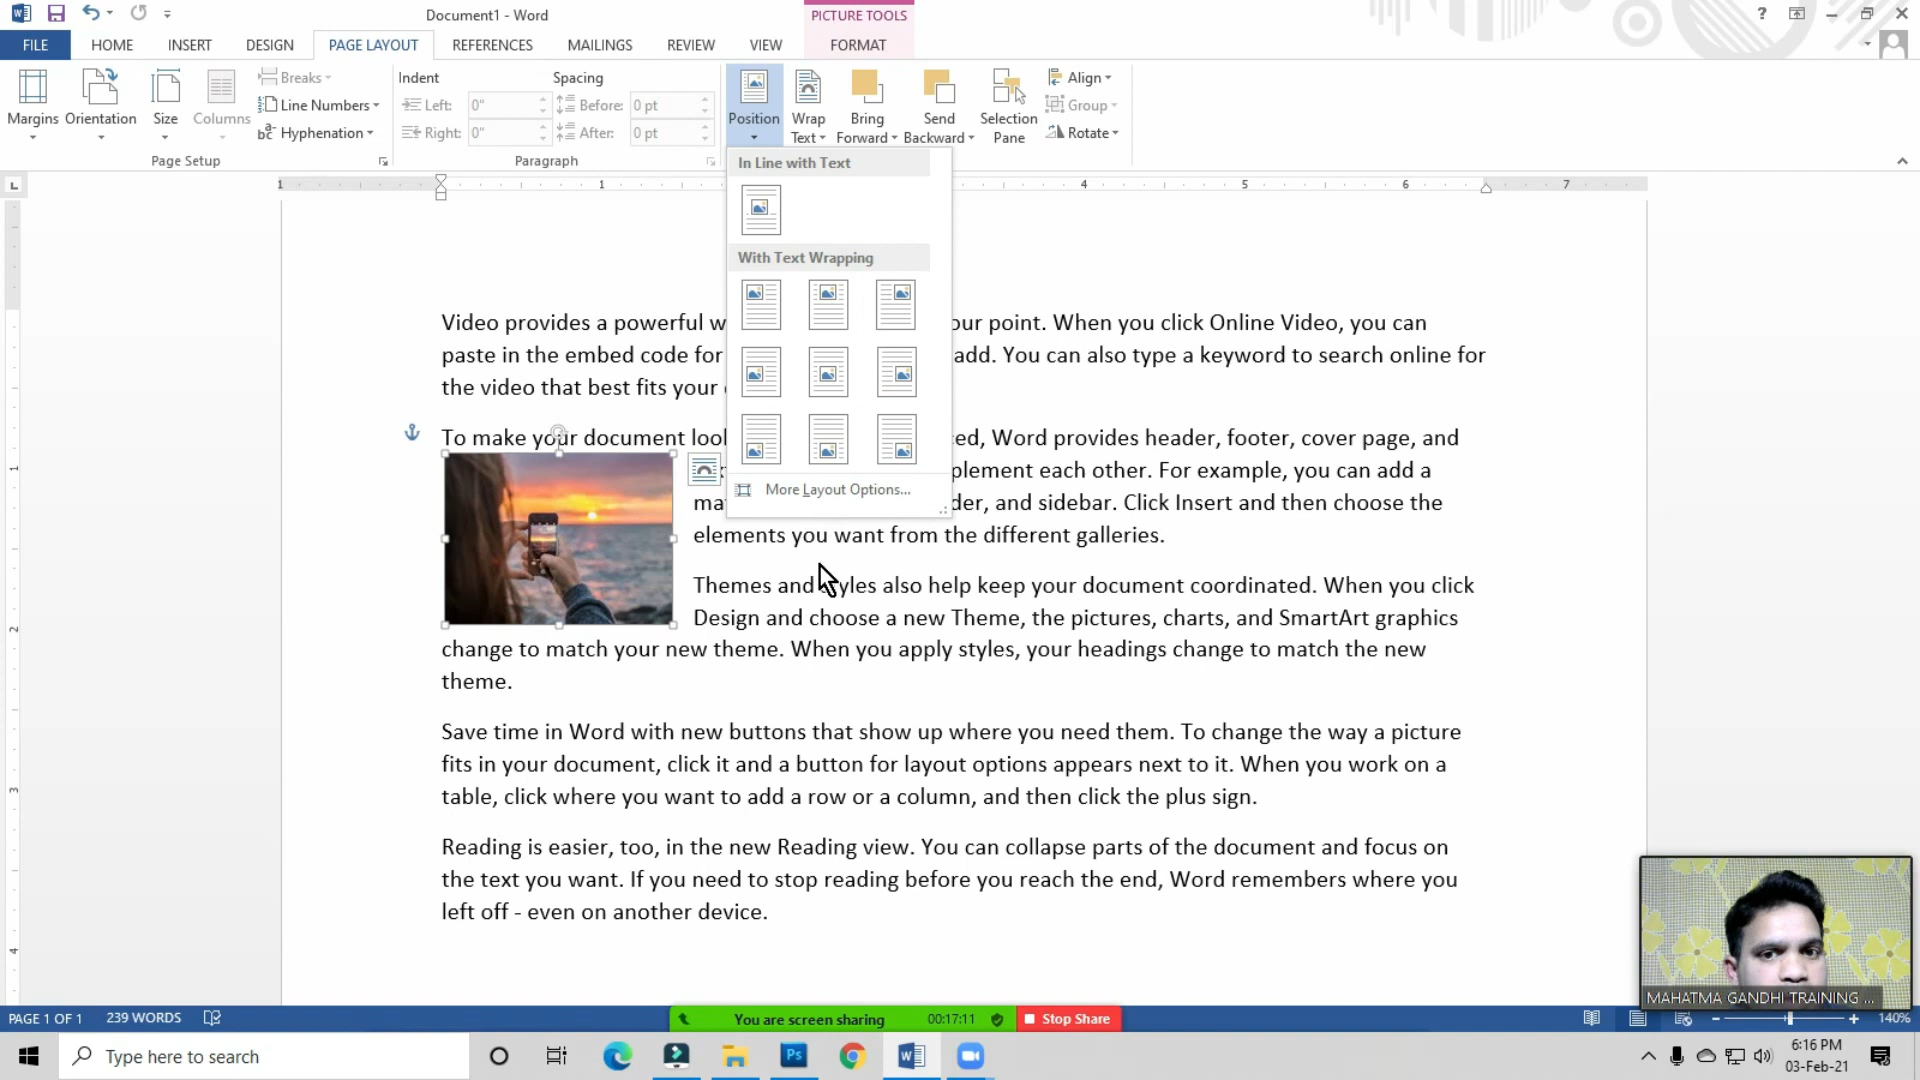 Document1 - Word
PICTURE TOOLS
?
FILE HOME INSERT DESIGN PAGE LAYOUT REFERENCES MAILINGS REVIEW VIEW FORMAT
Margins
Orientation
Size
Columns
Breaks
Line Numbers
Hyphenation
Page Setup
Indent
Left: 0"
Right: 0"
Spacing
Before: 0 pt
After: 0 pt
Paragraph
Position
Wrap
Text
Bring
Forward
Send
Backward
Selection
Pane
Align
Group
Rotate
In Line with Text
With Text Wrapping
More Layout Options...
L
1 1 4 5 6 7
Video provides a powerful w our point. When you click Online Video, you can
paste in the embed code for add. You can also type a keyword to search online for
the video that best fits your
To make your document look ced, Word provides header, footer, cover page, and
plement each other. For example, you can add a
ma der, and sidebar. Click Insert and then choose the
elements you want from the different galleries.
Themes and styles also help keep your document coordinated. When you click
Design and choose a new Theme, the pictures, charts, and SmartArt graphics
change to match your new theme. When you apply styles, your headings change to match the new
theme.
Save time in Word with new buttons that show up where you need them. To change the way a picture
fits in your document, click it and a button for layout options appears next to it. When you work on a
table, click where you want to add a row or a column, and then click the plus sign.
Reading is easier, too, in the new Reading view. You can collapse parts of the document and focus on
the text you want. If you need to stop reading before you reach the end, Word remembers where you
left off - even on another device.
1
2
3
4
MAHATMA GANDHI TRAINING ...
PAGE 1 OF 1 239 WORDS
You are screen sharing 00:17:11 Stop Share
140%
Type here to search
Ps
6:16 PM
03-Feb-21